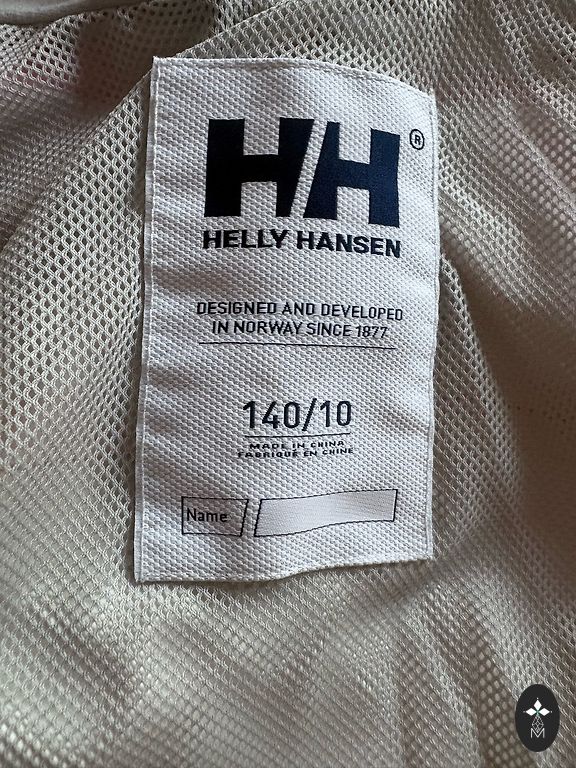 HH®
HELLY HANSEN
DESIGNED AND DEVELOPED
IN NORWAY SINCE 1877
140/10
MADE IN CHINA
FABRIQUÉ EN CHINE
Name
M